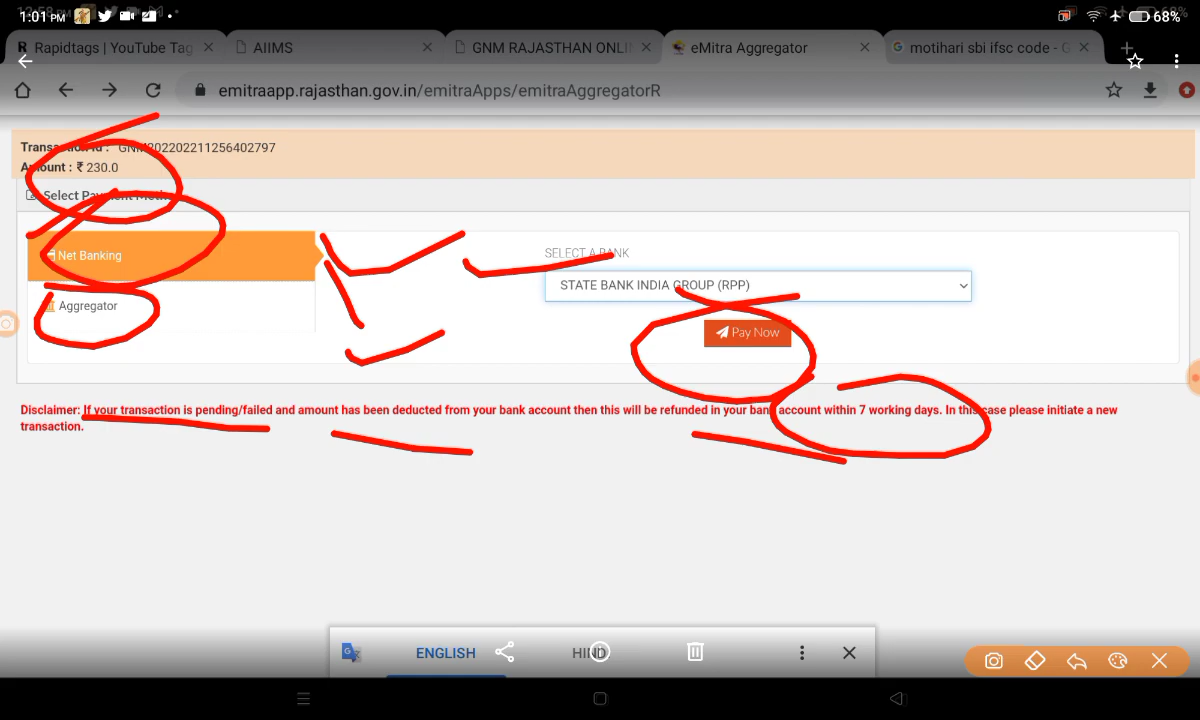 1:01 PM
68%
Rapidtags | YouTube Tag
AIIMS
GNM RAJASTHAN ONLI
eMitra Aggregator
motihari sbi ifsc code - G
emitraapp.rajasthan.gov.in/emitraApps/emitraAggregatorR
Transaction Id : GNM202202211256402797
Amount : ₹ 230.0
Select Payment Metho
Net Banking
SELECT A BANK
STATE BANK INDIA GROUP (RPP)
Aggregator
Pay Now
Disclaimer: If your transaction is pending/failed and amount has been deducted from your bank account then this will be refunded in your bank account within 7 working days. In this case please initiate a new
transaction.
ENGLISH
HINDI